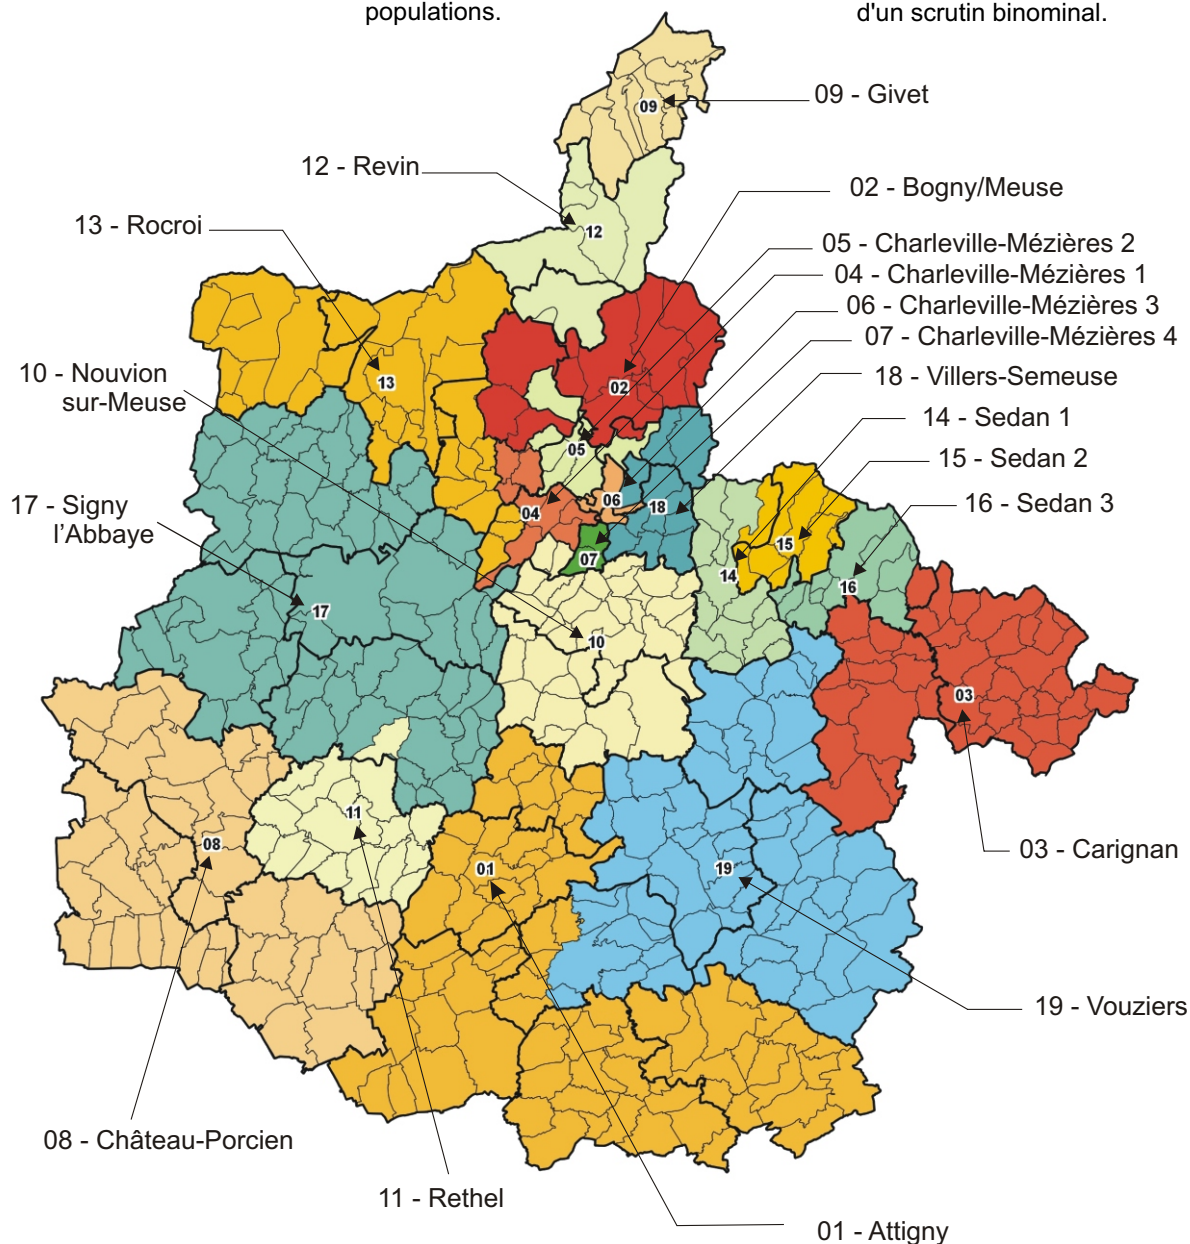 populations.
d'un scrutin binominal.
09 - Givet
12 - Revin
02 - Bogny/Meuse
13 - Rocroi
05 - Charleville-Mézières 2
04 - Charleville-Mézières 1
06 - Charleville-Mézières 3
07 - Charleville-Mézières 4
10 - Nouvion
sur-Meuse
18 - Villers-Semeuse
14 - Sedan 1
15 - Sedan 2
17 - Signy
l'Abbaye
16 - Sedan 3
03 - Carignan
19 - Vouziers
08 - Château-Porcien
11 - Rethel
01 - Attigny
09
12
13
02
05
06
04
18
07
15
14
16
17
10
03
11
08
01
19